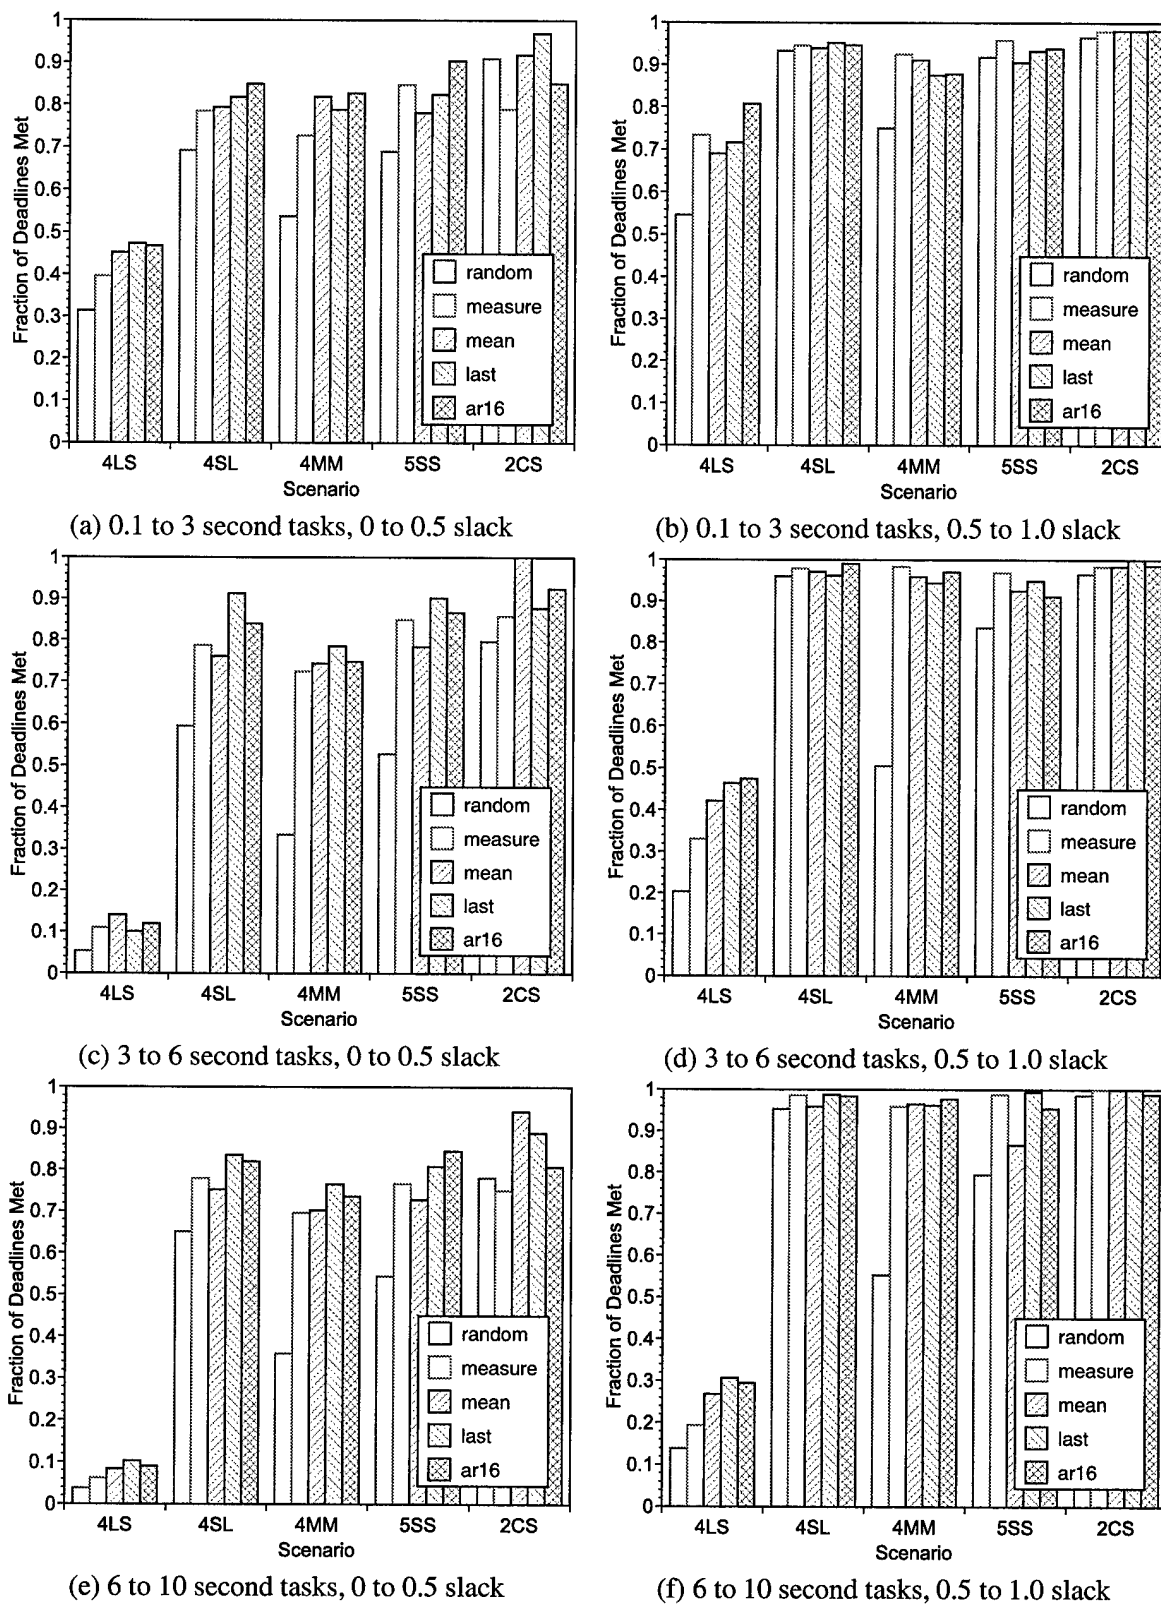 Fraction of Deadlines Met
1
0.9
0.8
0.7
0.6
0.5
0.4
0.3
0.2
0.1
0
random
measure
mean
last
ar16
4LS 4SL 4MM 5SS 2CS
Scenario
(a) 0.1 to 3 second tasks, 0 to 0.5 slack
Fraction of Deadlines Met
1
0.9
0.8
0.7
0.6
0.5
0.4
0.3
0.2
0.1
0
random
measure
mean
last
ar16
4LS 4SL 4MM 5SS 2CS
Scenario
(b) 0.1 to 3 second tasks, 0.5 to 1.0 slack
Fraction of Deadlines Met
1
0.9
0.8
0.7
0.6
0.5
0.4
0.3
0.2
0.1
0
random
measure
mean
last
ar16
4LS 4SL 4MM 5SS 2CS
Scenario
(c) 3 to 6 second tasks, 0 to 0.5 slack
Fraction of Deadlines Met
1
0.9
0.8
0.7
0.6
0.5
0.4
0.3
0.2
0.1
0
random
measure
mean
last
ar16
4LS 4SL 4MM 5SS 2CS
Scenario
(d) 3 to 6 second tasks, 0.5 to 1.0 slack
Fraction of Deadlines Met
1
0.9
0.8
0.7
0.6
0.5
0.4
0.3
0.2
0.1
0
random
measure
mean
last
ar16
4LS 4SL 4MM 5SS 2CS
Scenario
(e) 6 to 10 second tasks, 0 to 0.5 slack
Fraction of Deadlines Met
1
0.9
0.8
0.7
0.6
0.5
0.4
0.3
0.2
0.1
0
random
measure
mean
last
ar16
4LS 4SL 4MM 5SS 2CS
Scenario
(f) 6 to 10 second tasks, 0.5 to 1.0 slack